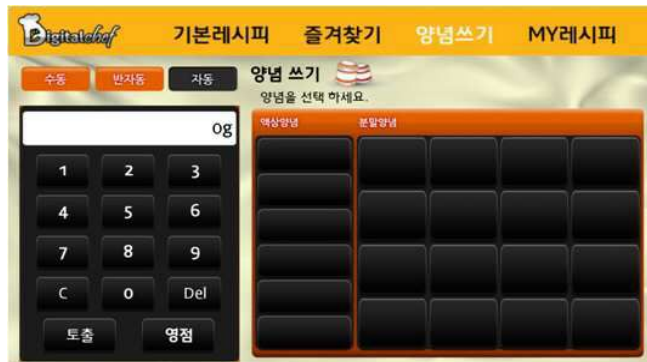 Digitalchef 기본레시피 즐겨찾기 양념쓰기 MY레시피
수동 반자동 자동
양념 쓰기
양념을 선택 하세요.
0g
1 2 3
4 5 6
7 8 9
C 0 Del
토출 영점
액상양념 분말양념